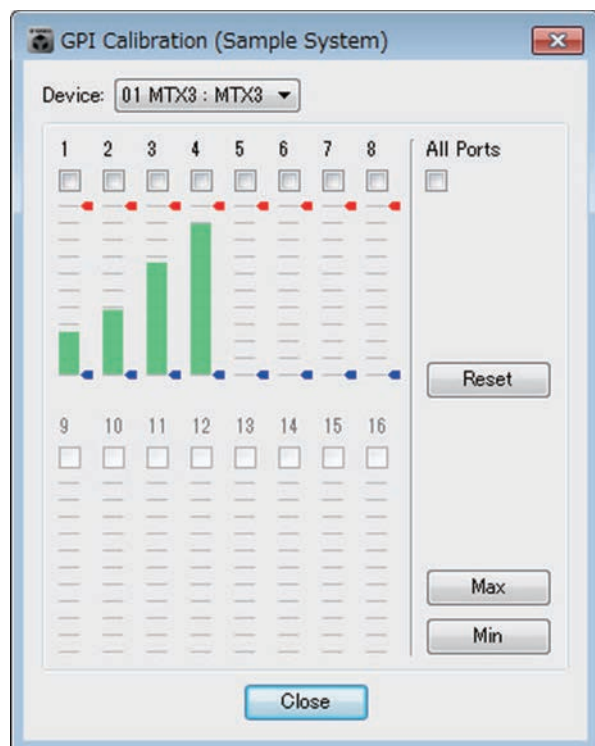 GPI Calibration (Sample System)
Device: 01 MTX3 : MTX3
1 2 3 4 5 6 7 8 All Ports
Reset
9 10 11 12 13 14 15 16
Max
Min
Close